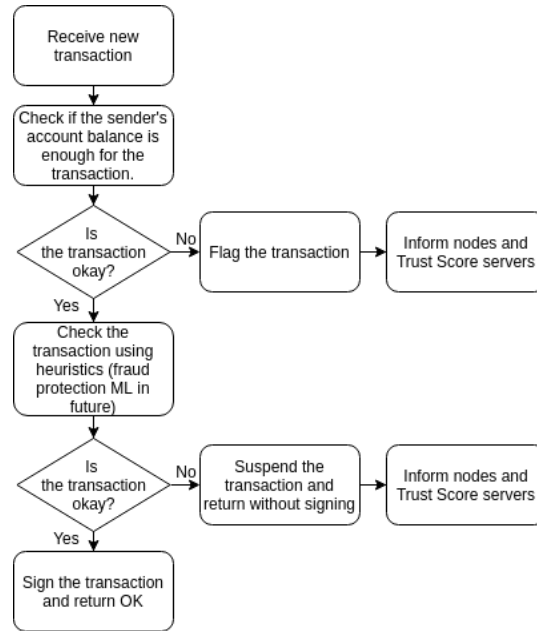 Receive new
transaction
Check if the sender's
account balance is
enough for the
transaction.
Is
the transaction
okay?
No
Flag the transaction
Inform nodes and
Trust Score servers
Yes
Check the
transaction using
heuristics (fraud
protection ML in
future)
Is
the transaction
okay?
No
Suspend the
transaction and
return without signing
Inform nodes and
Trust Score servers
Yes
Sign the transaction
and return OK